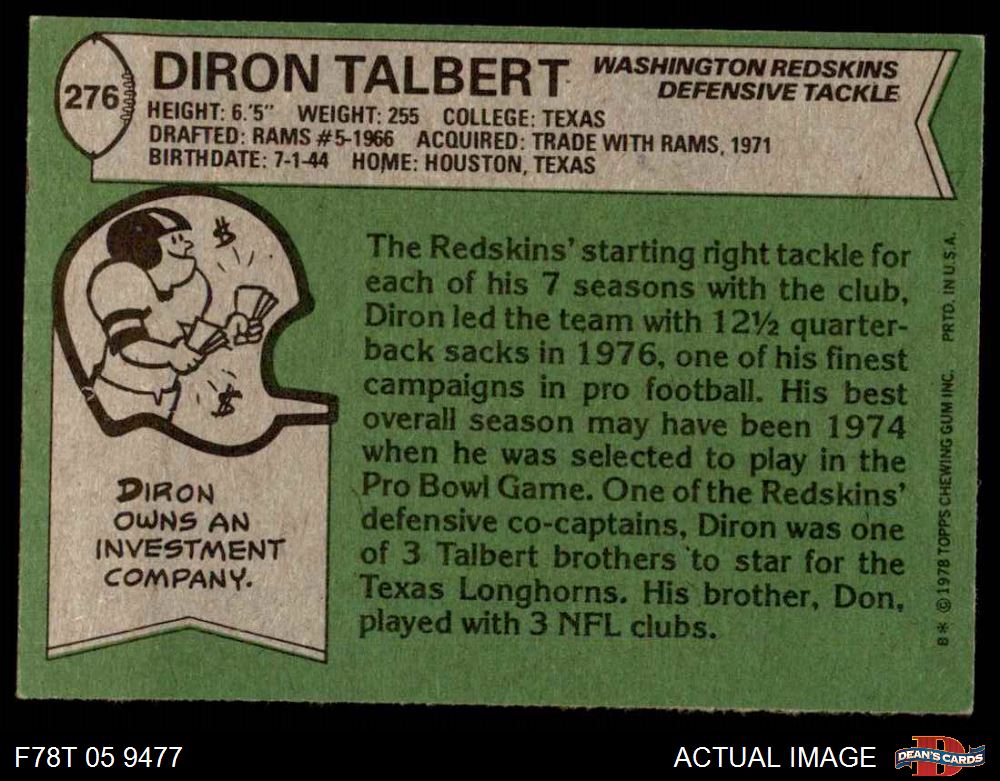 276
DIRON TALBERT
WASHINGTON REDSKINS
DEFENSIVE TACKLE
HEIGHT: 6.'5" WEIGHT: 255 COLLEGE: TEXAS
DRAFTED: RAMS #5-1966 ACQUIRED: TRADE WITH RAMS, 1971
BIRTHDATE: 7-1-44 HOME: HOUSTON, TEXAS
$
$
DIRON
OWNS AN
INVESTMENT
COMPANY.
The Redskins' starting right tackle for
each of his 7 seasons with the club,
Diron led the team with 12½ quarter-
back sacks in 1976, one of his finest
campaigns in pro football. His best
overall season may have been 1974
when he was selected to play in the
Pro Bowl Game. One of the Redskins'
defensive co-captains, Diron was one
of 3 Talbert brothers to star for the
Texas Longhorns. His brother, Don,
played with 3 NFL clubs.
B* © 1978 TOPPS CHEWING GUM INC. PRTD. IN U.S.A.
F78T 05 9477
ACTUAL IMAGE
D
DEAN'S CARDS